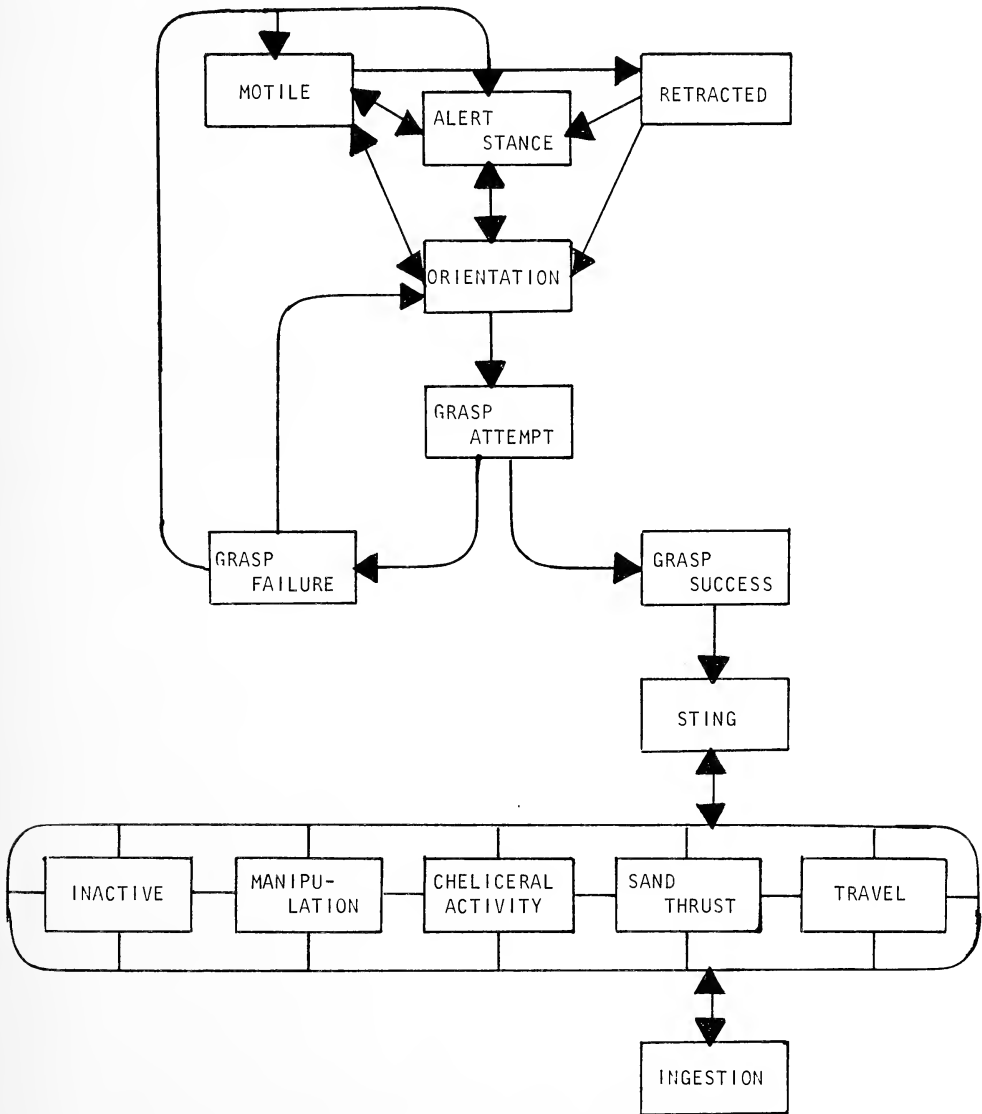 MOTILE
ALERT
STANCE
RETRACTED
ORIENTATION
GRASP
ATTEMPT
GRASP
FAILURE
GRASP
SUCCESS
STING
INACTIVE
MANIPU-
LATION
CHELICERAL
ACTIVITY
SAND
THRUST
TRAVEL
INGESTION